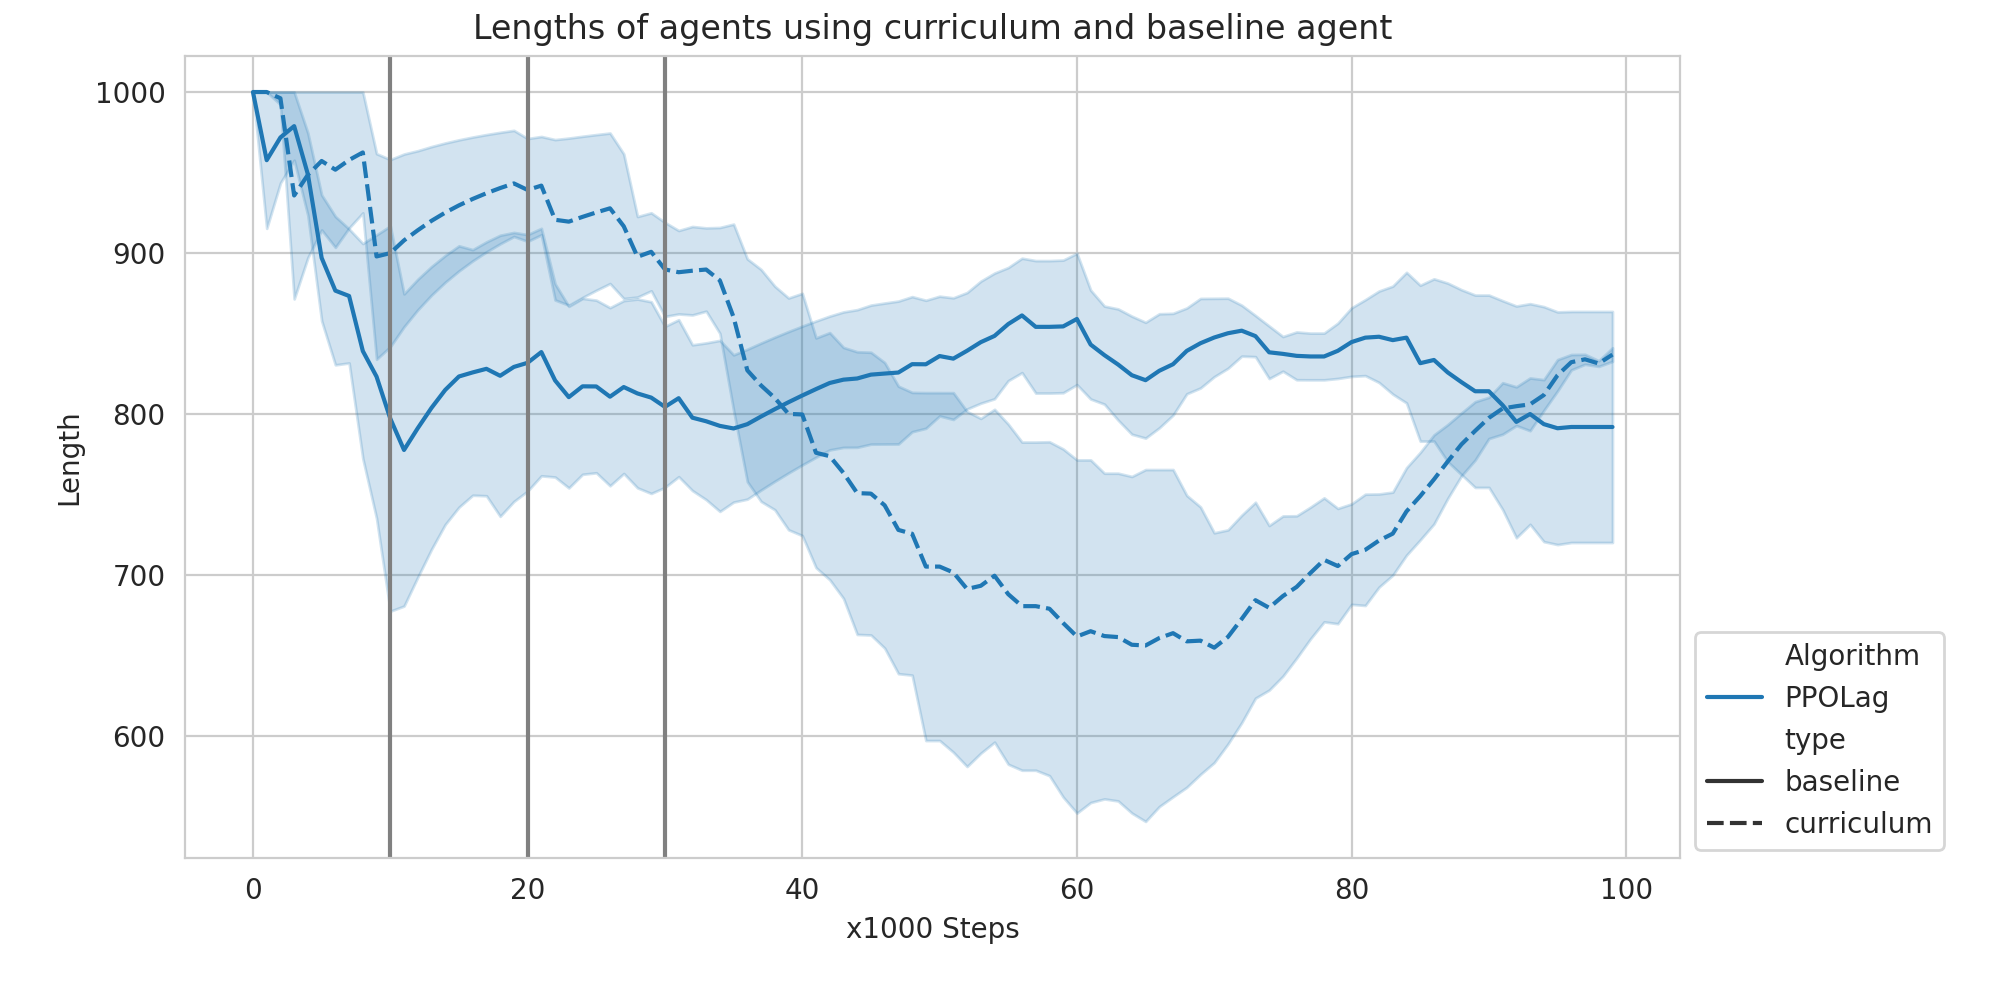 Lengths of agents using curriculum and baseline agent
1000
900
800
700
600
Length
0 20 40 60 80 100
x1000 Steps
Algorithm
PPOLag
type
baseline
curriculum